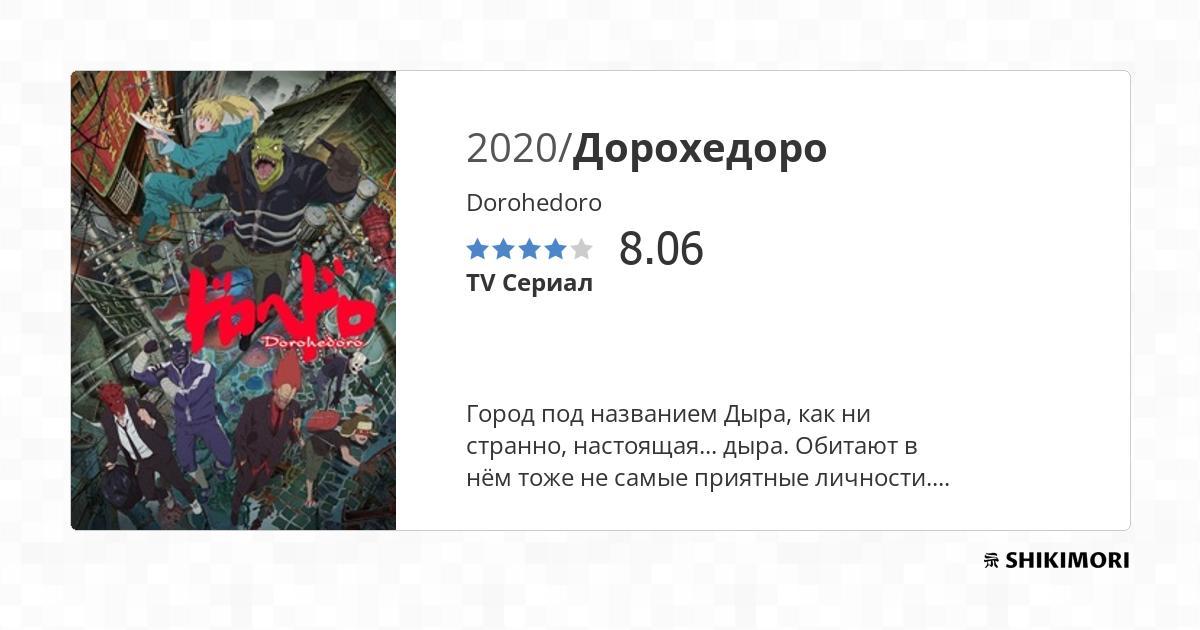 2020/Дорохедоро
Dorohedoro
8.06
TV Сериал
ドロヘドロ
Dorohedoro
Город под названием Дыра, как ни
странно, настоящая... дыра. Обитают в
нём тоже не самые приятные личности....
SHIKIMORI